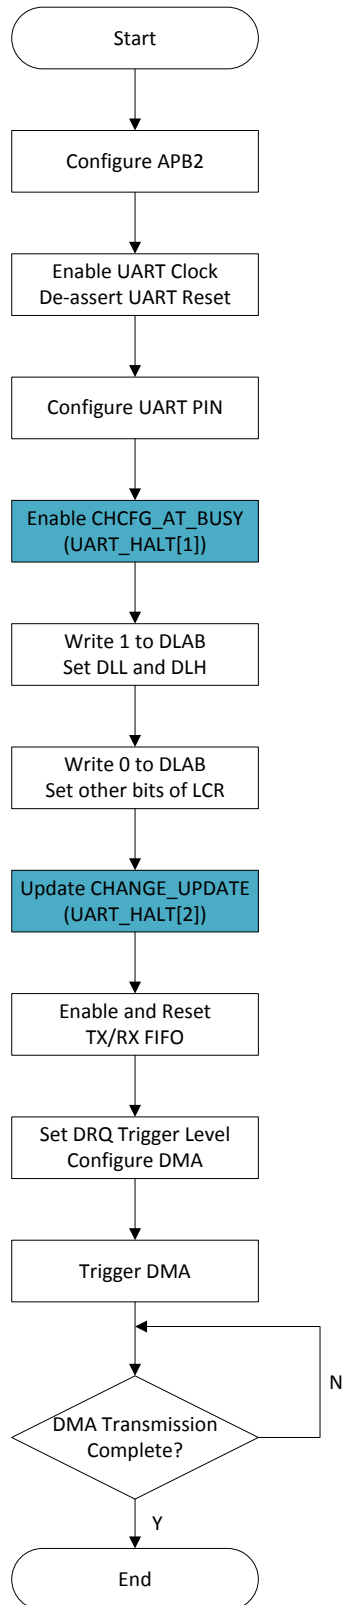 Start
Configure APB2
Enable UART Clock
De-assert UART Reset
Configure UART PIN
Enable CHCFG_AT_BUSY
(UART_HALT[1])
Write 1 to DLAB
Set DLL and DLH
Write 0 to DLAB
Set other bits of LCR
Update CHANGE_UPDATE
(UART_HALT[2])
Enable and Reset
TX/RX FIFO
Set DRQ Trigger Level
Configure DMA
Trigger DMA
N
DMA Transmission
Complete?
Y
End